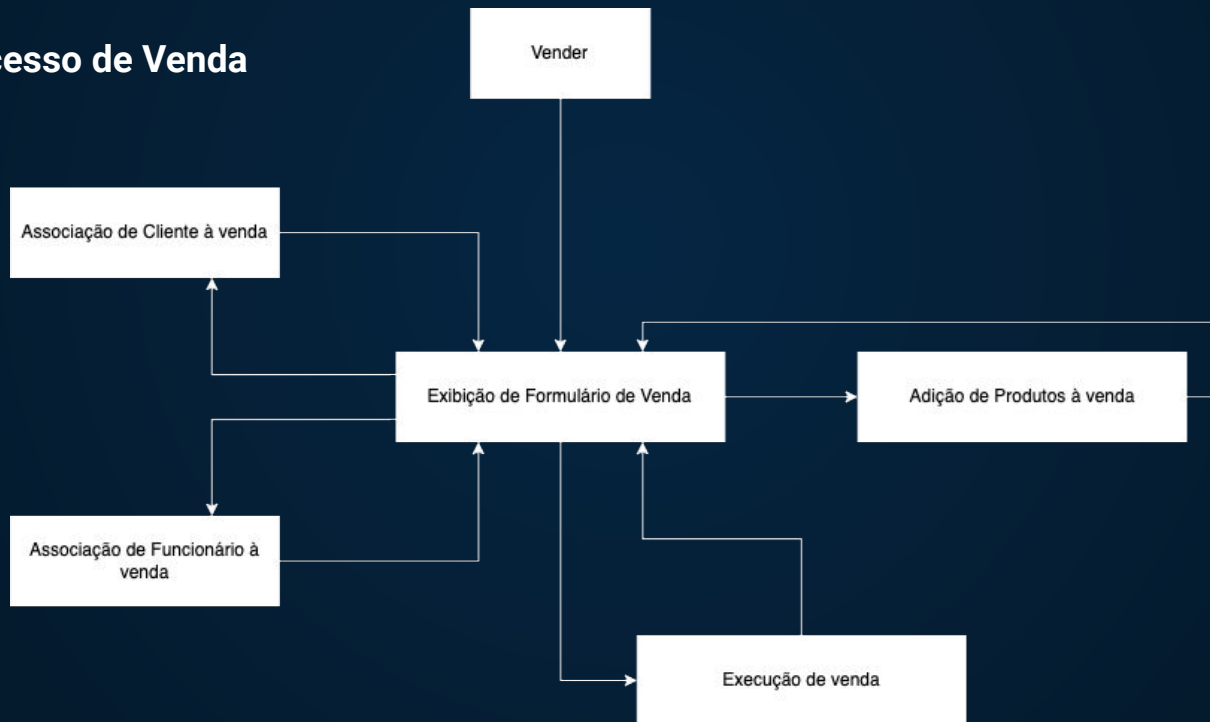 cesso de Venda
Vender
Associação de Cliente à venda
Exibição de Formulário de Venda
Adição de Produtos à venda
Associação de Funcionário à
venda
Execução de venda